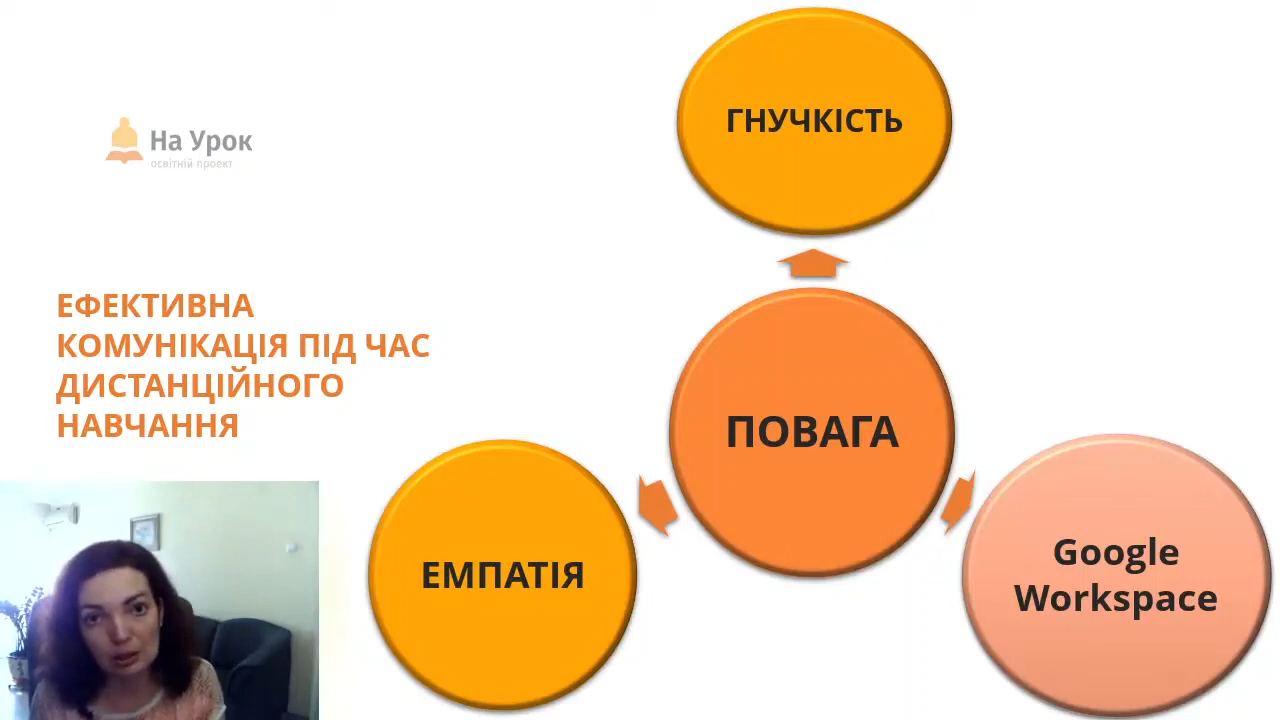 На Урок
освітній проект
ЕФЕКТИВНА
КОМУНІКАЦІЯ ПІД ЧАС
ДИСТАНЦІЙНОГО
НАВЧАННЯ
ГНУЧКІСТЬ
ПОВАГА
ЕМПАТІЯ
Google
Workspace